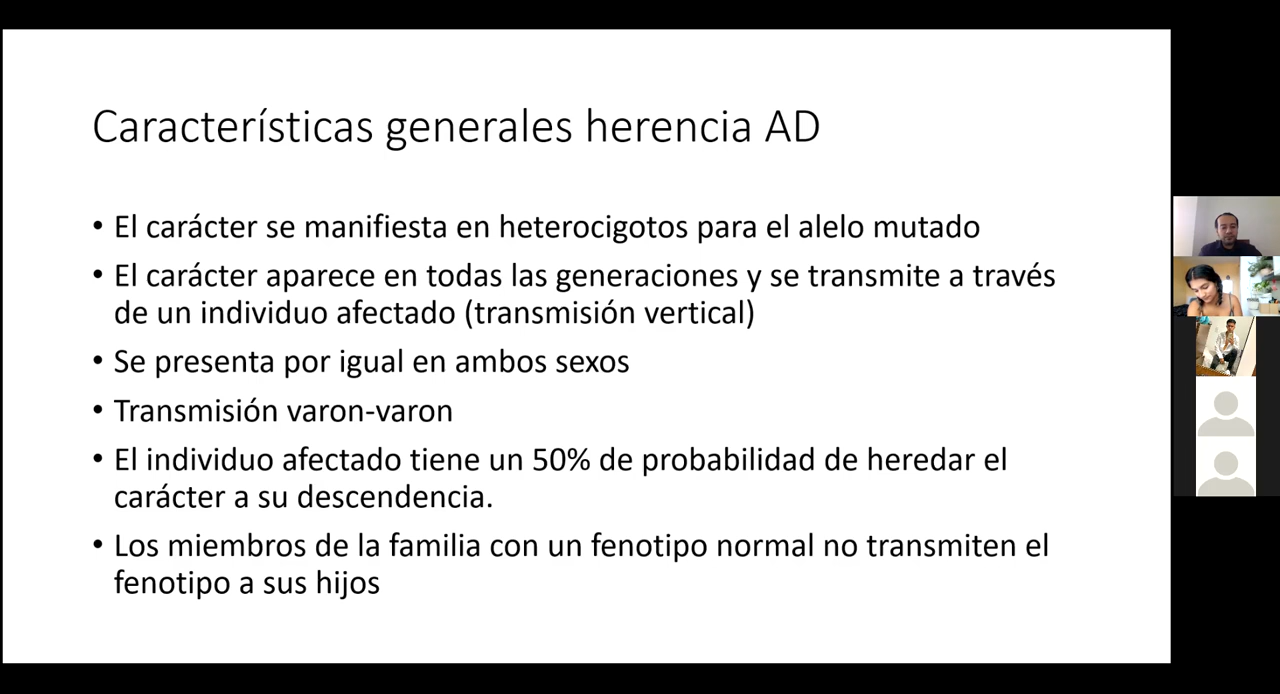 Características generales herencia AD
• El carácter se manifiesta en heterocigotos para el alelo mutado
• El carácter aparece en todas las generaciones y se transmite a través
de un individuo afectado (transmisión vertical)
• Se presenta por igual en ambos sexos
• Transmisión varon-varon
• El individuo afectado tiene un 50% de probabilidad de heredar el
carácter a su descendencia.
• Los miembros de la familia con un fenotipo normal no transmiten el
fenotipo a sus hijos